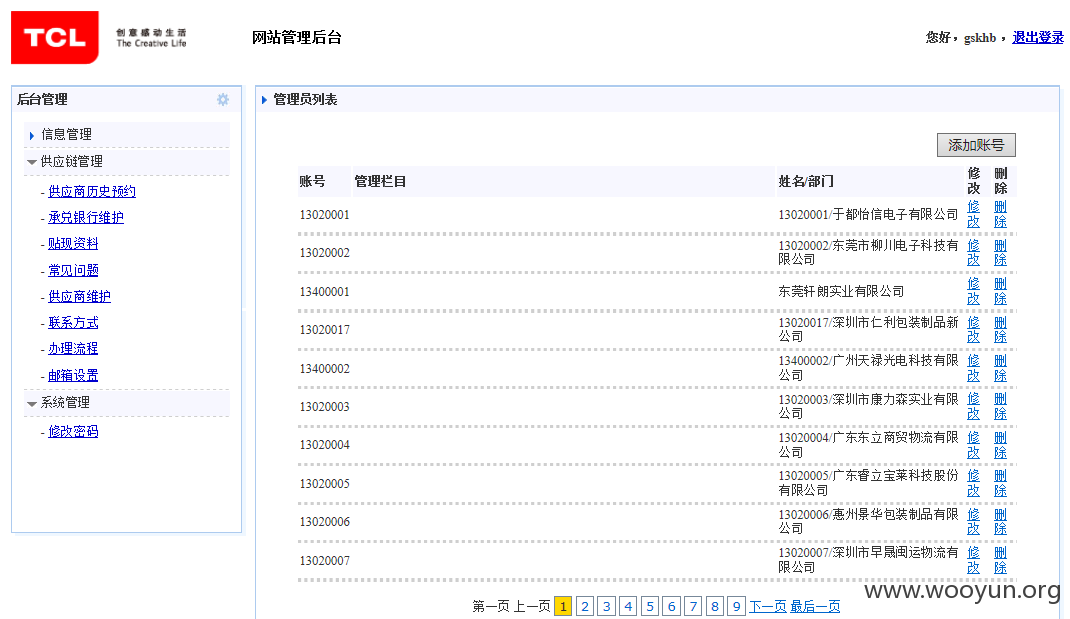 TCL
创意感动生活
The Creative Life
网站管理后台
您好，gskhb ，退出登录
后台管理
信息管理
供应链管理
- 供应商历史预约
- 承兑银行维护
- 贴现资料
- 常见问题
- 供应商维护
- 联系方式
- 办理流程
- 邮箱设置
系统管理
- 修改密码
管理员列表
添加账号
账号 管理栏目 姓名/部门 修改 删除
13020001 13020001/于都怡信电子有限公司 修改 删除
13020002 13020002/东莞市柳川电子科技有
限公司 修改 删除
13400001 东莞轩朗实业有限公司 修改 删除
13020017 13020017/深圳市仁利包装制品新
公司 修改 删除
13400002 13400002/广州天禄光电科技有限
公司 修改 删除
13020003 13020003/深圳市康力森实业有限
公司 修改 删除
13020004 13020004/广东东立商贸物流有限
公司 修改 删除
13020005 13020005/广东睿立宝莱科技股份
有限公司 修改 删除
13020006 13020006/惠州景华包装制品有限
公司 修改 删除
13020007 13020007/深圳市早晟闽运物流有
限公司 修改 删除
第一页 上一页 1 2 3 4 5 6 7 8 9 下一页 最后一页
www.wooyun.org